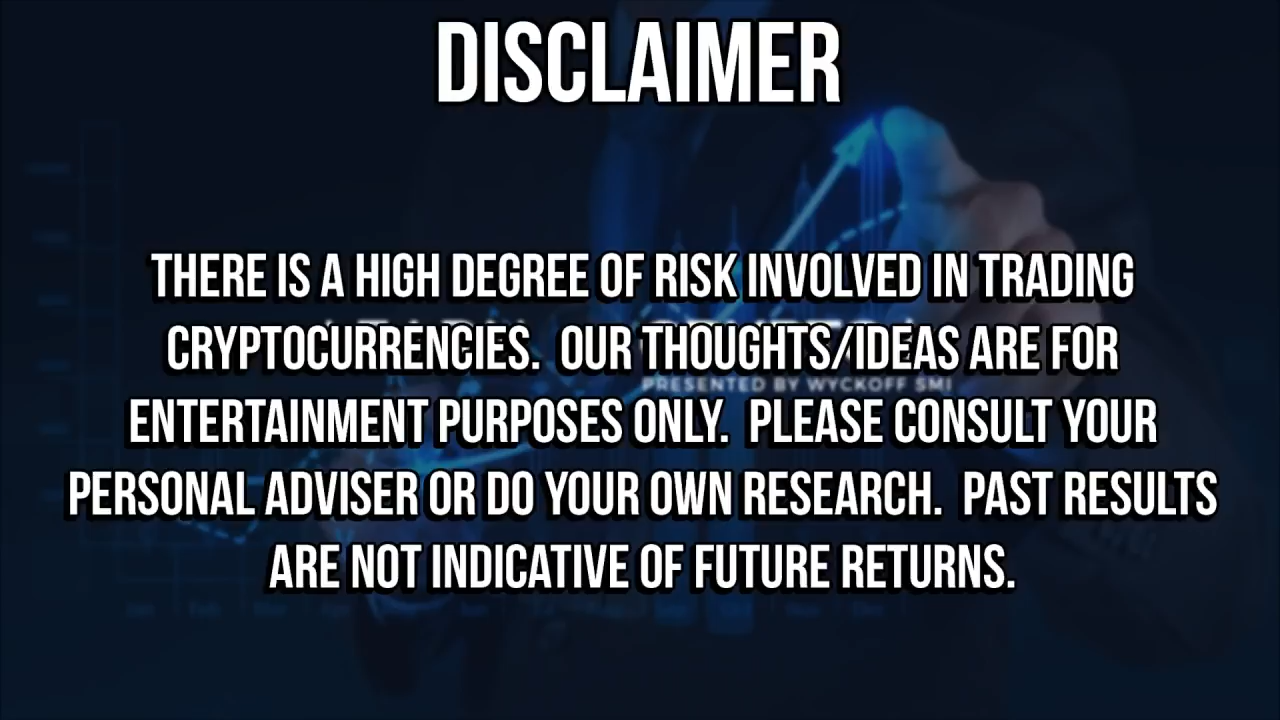 DISCLAIMER
THERE IS A HIGH DEGREE OF RISK INVOLVED IN TRADING
CRYPTOCURRENCIES. OUR THOUGHTS/IDEAS ARE FOR
PRESENTED BY WYCKOFF SMI
ENTERTAINMENT PURPOSES ONLY. PLEASE CONSULT YOUR
PERSONAL ADVISER OR DO YOUR OWN RESEARCH. PAST RESULTS
ARE NOT INDICATIVE OF FUTURE RETURNS.